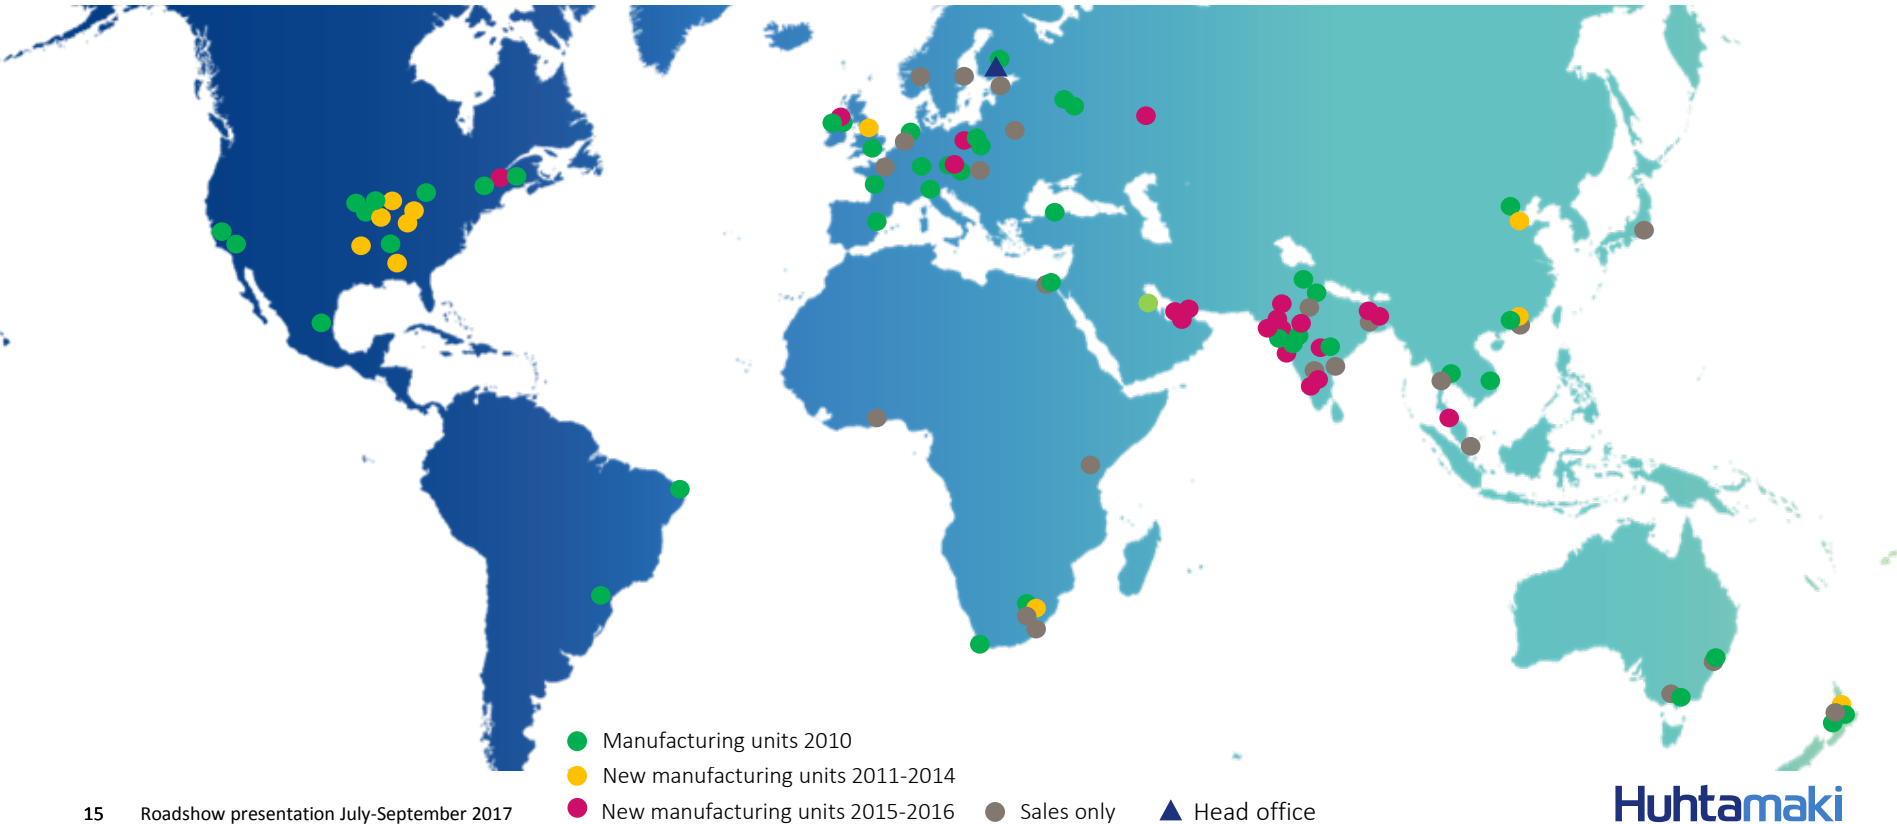 Manufacturing units 2010
New manufacturing units 2011-2014
New manufacturing units 2015-2016
Sales only
Head office
15
Roadshow presentation July-September 2017
Huhtamaki